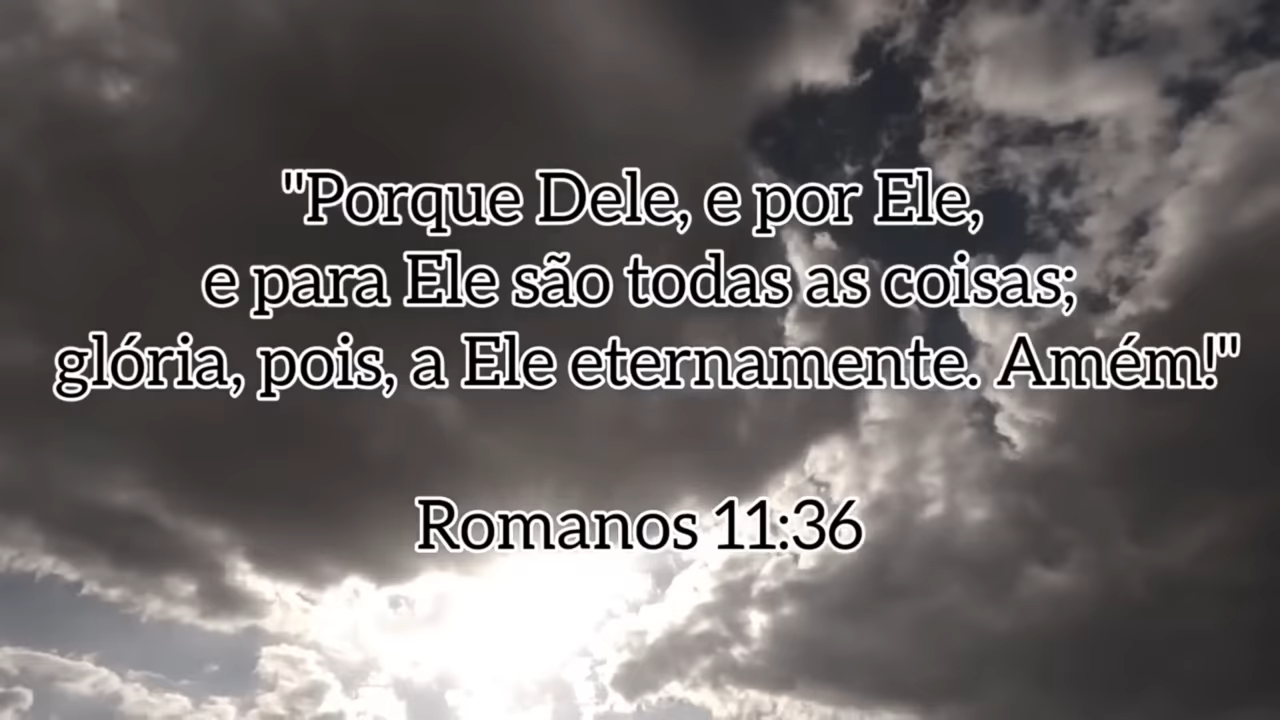 "Porque Dele, e por Ele,
e para Ele são todas as coisas;
glória, pois, a Ele eternamente. Amém!"
Romanos 11:36